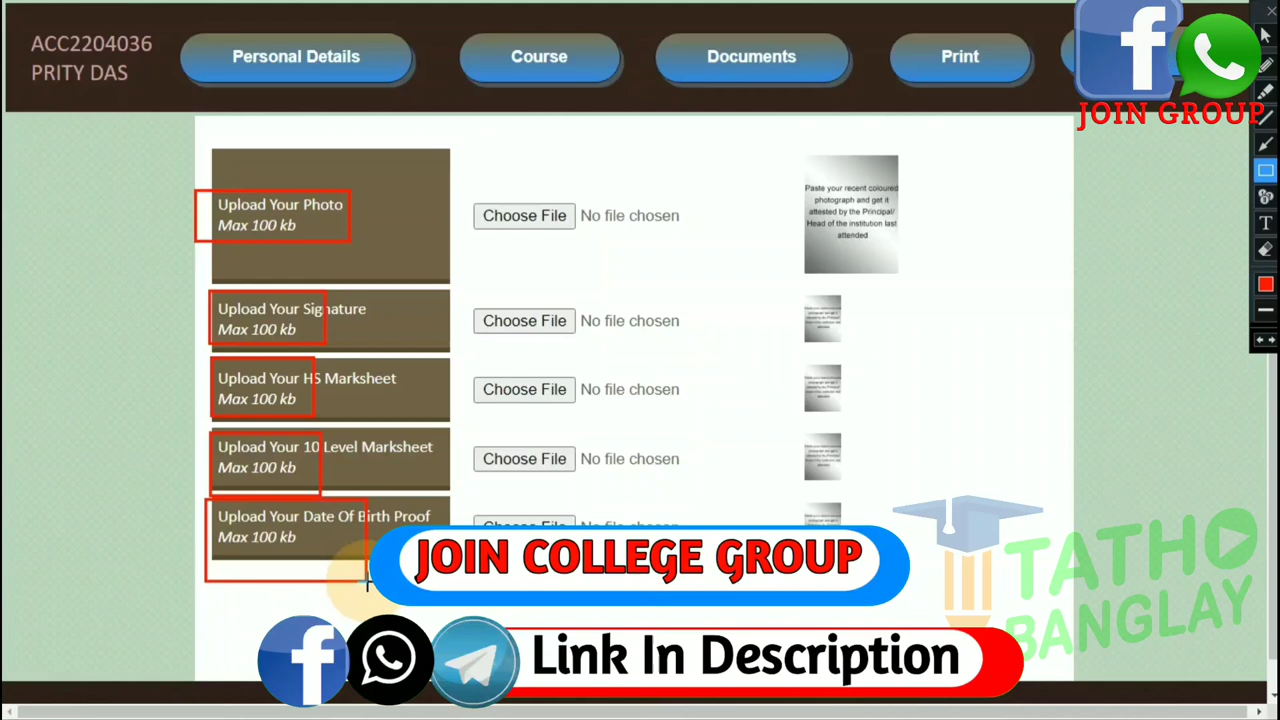 ACC2204036
PRITY DAS
Personal Details
Course
Documents
Print
JOIN GROUP
Upload Your Photo
Max 100 kb
Choose File No file chosen
Paste your recent coloured
photograph and get it
attested by the Principal/
Head of the institution last
attended
Upload Your Signature
Max 100 kb
Choose File No file chosen
Upload Your HS Marksheet
Max 100 kb
Choose File No file chosen
Upload Your 10 Level Marksheet
Max 100 kb
Choose File No file chosen
Upload Your Date Of Birth Proof
Max 100 kb
JOIN COLLEGE GROUP
TATHO
BANGLAY
Link In Description